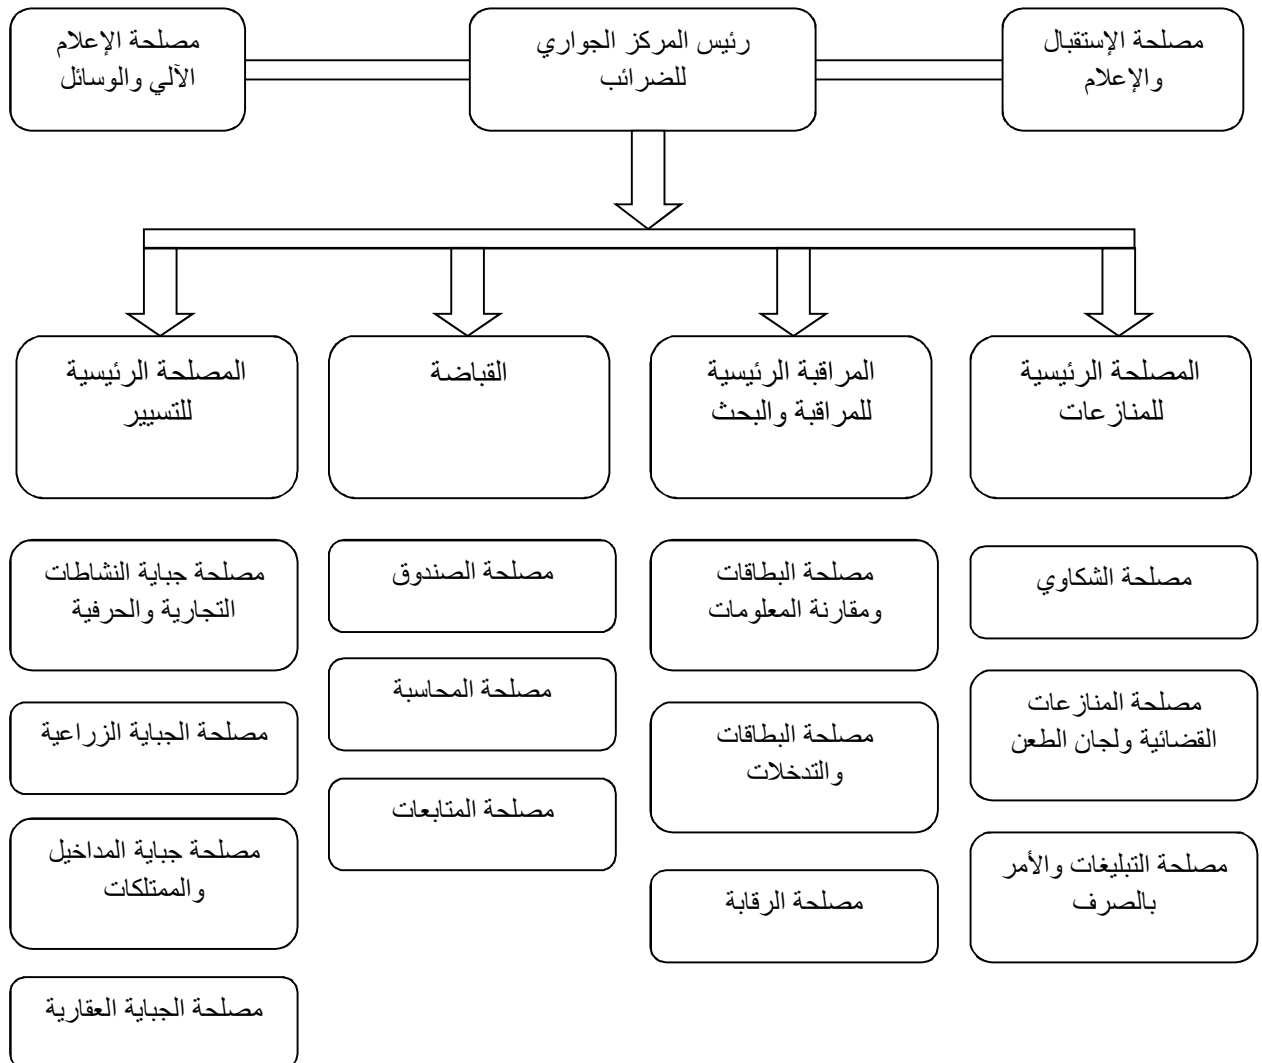 مصلحة الإستقبال
والإعلام
رئيس المركز الجواري
للضرائب
مصلحة الإعلام
الآلي والوسائل
المصلحة الرئيسية
للمنازعات
المراقبة الرئيسية
للمراقبة والبحث
القباضة
المصلحة الرئيسية
للتسيير
مصلحة الشكاوي
مصلحة المنازعات
القضائية ولجان الطعن
مصلحة التبليغات والأمر
بالصرف
مصلحة البطاقات
ومقارنة المعلومات
مصلحة البطاقات
والتدخلات
مصلحة الرقابة
مصلحة الصندوق
مصلحة المحاسبة
مصلحة المتابعات
مصلحة جباية النشاطات
التجارية والحرفية
مصلحة الجباية الزراعية
مصلحة جباية المداخيل
والممتلكات
مصلحة الجباية العقارية